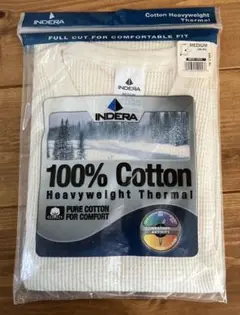 INDERA
Cotton Heavyweight
Thermal
FULL CUT FOR COMFORTABLE FIT
MEDIUM
INDERA
INDERA
100% Cotton
Heavyweight Thermal
PURE COTTON
FOR COMFORT